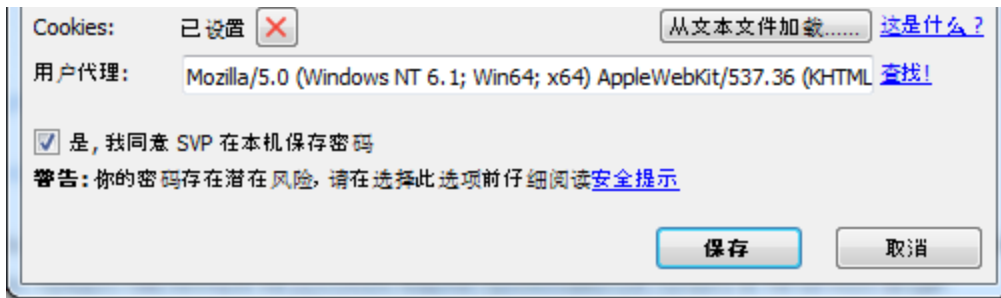 Cookies: 已设置 从文本文件加载...... 这是什么?
用户代理: Mozilla/5.0 (Windows NT 6.1; Win64; x64) AppleWebKit/537.36 (KHTML 查找!
是, 我同意 SVP 在本机保存密码
警告: 你的密码存在潜在风险, 请在选择此选项前仔细阅读安全提示
保存 取消